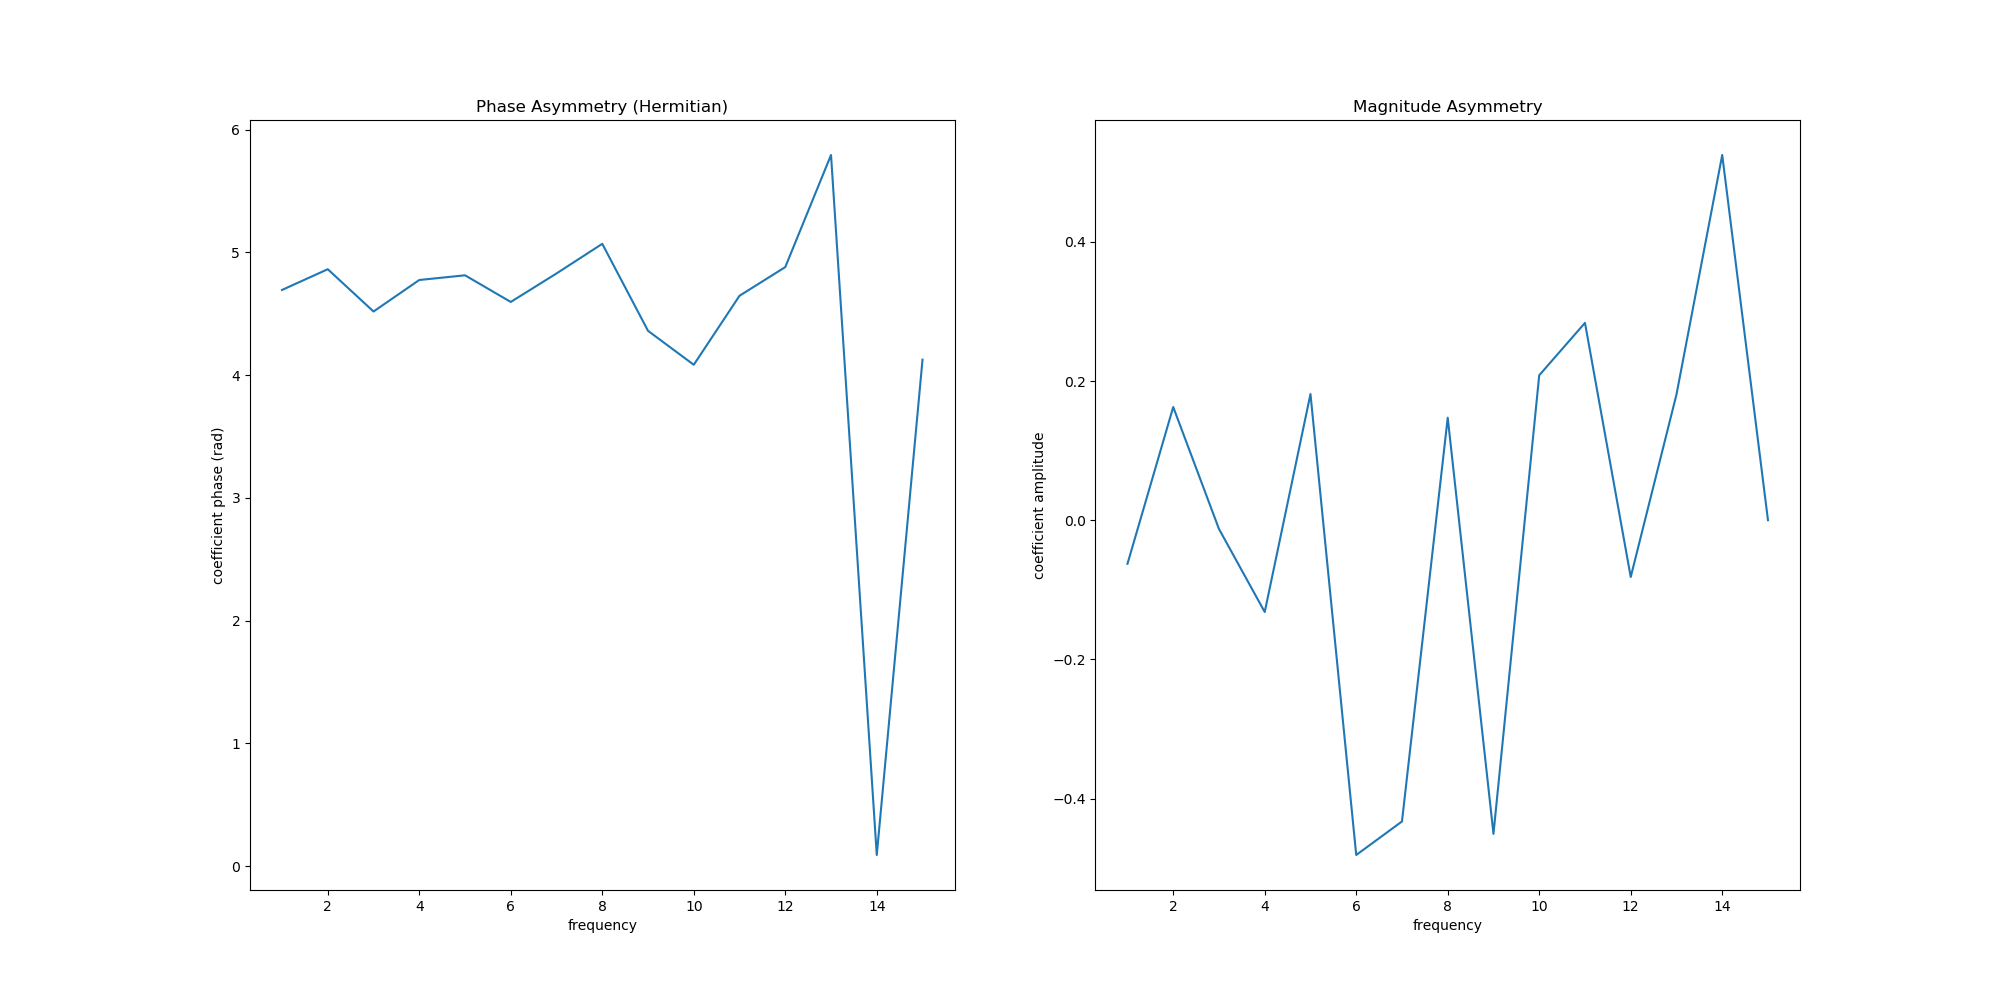 Phase Asymmetry (Hermitian)
6
5
4
3
2
1
0
coefficient phase (rad)
2 4 6 8 10 12 14
frequency
Magnitude Asymmetry
0.4
0.2
0.0
−0.2
−0.4
coefficient amplitude
2 4 6 8 10 12 14
frequency